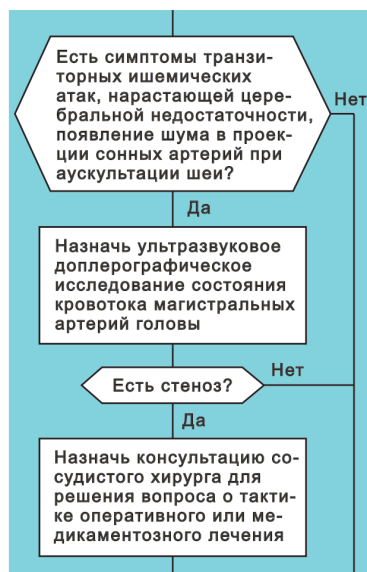 Есть симптомы транзи-
торных ишемических
атак, нарастающей цере-
бральной недостаточности,
появление шума в проек-
ции сонных артерий при
аускультации шеи?
Нет
Да
Назначь ультразвуковое
доплерографическое
исследование состояния
кровотока магистральных
артерий головы
Есть стеноз?
Нет
Да
Назначь консультацию со-
судистого хирурга для
решения вопроса о такти-
ке оперативного или ме-
дикаментозного лечения